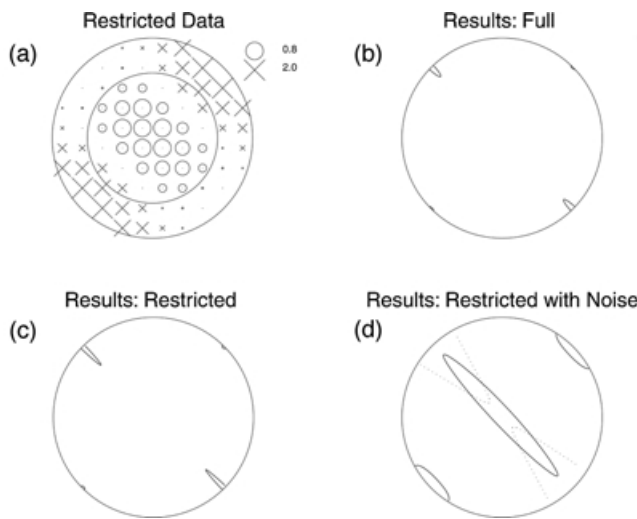 Restricted Data
(a)
0.8
2.0
Results: Full
(b)
Results: Restricted
(c)
Results: Restricted with Noise
(d)